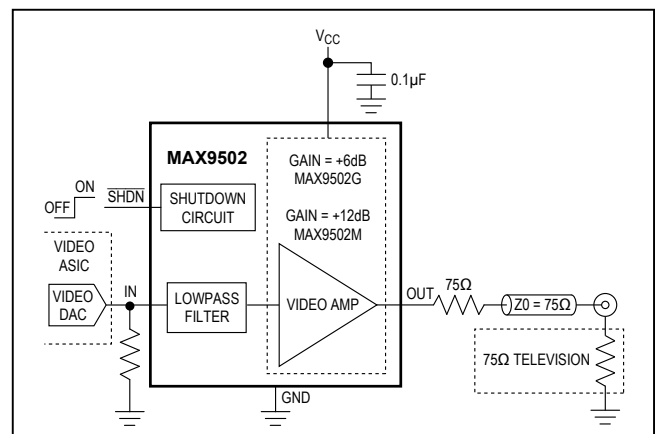 VCC
0.1µF
MAX9502
GAIN = +6dB
MAX9502G
ON
OFF
SHDN
SHUTDOWN
CIRCUIT
GAIN = +12dB
MAX9502M
VIDEO
ASIC
VIDEO
DAC
IN
LOWPASS
FILTER
VIDEO AMP
OUT
75Ω
Z0 = 75Ω
75Ω TELEVISION
GND